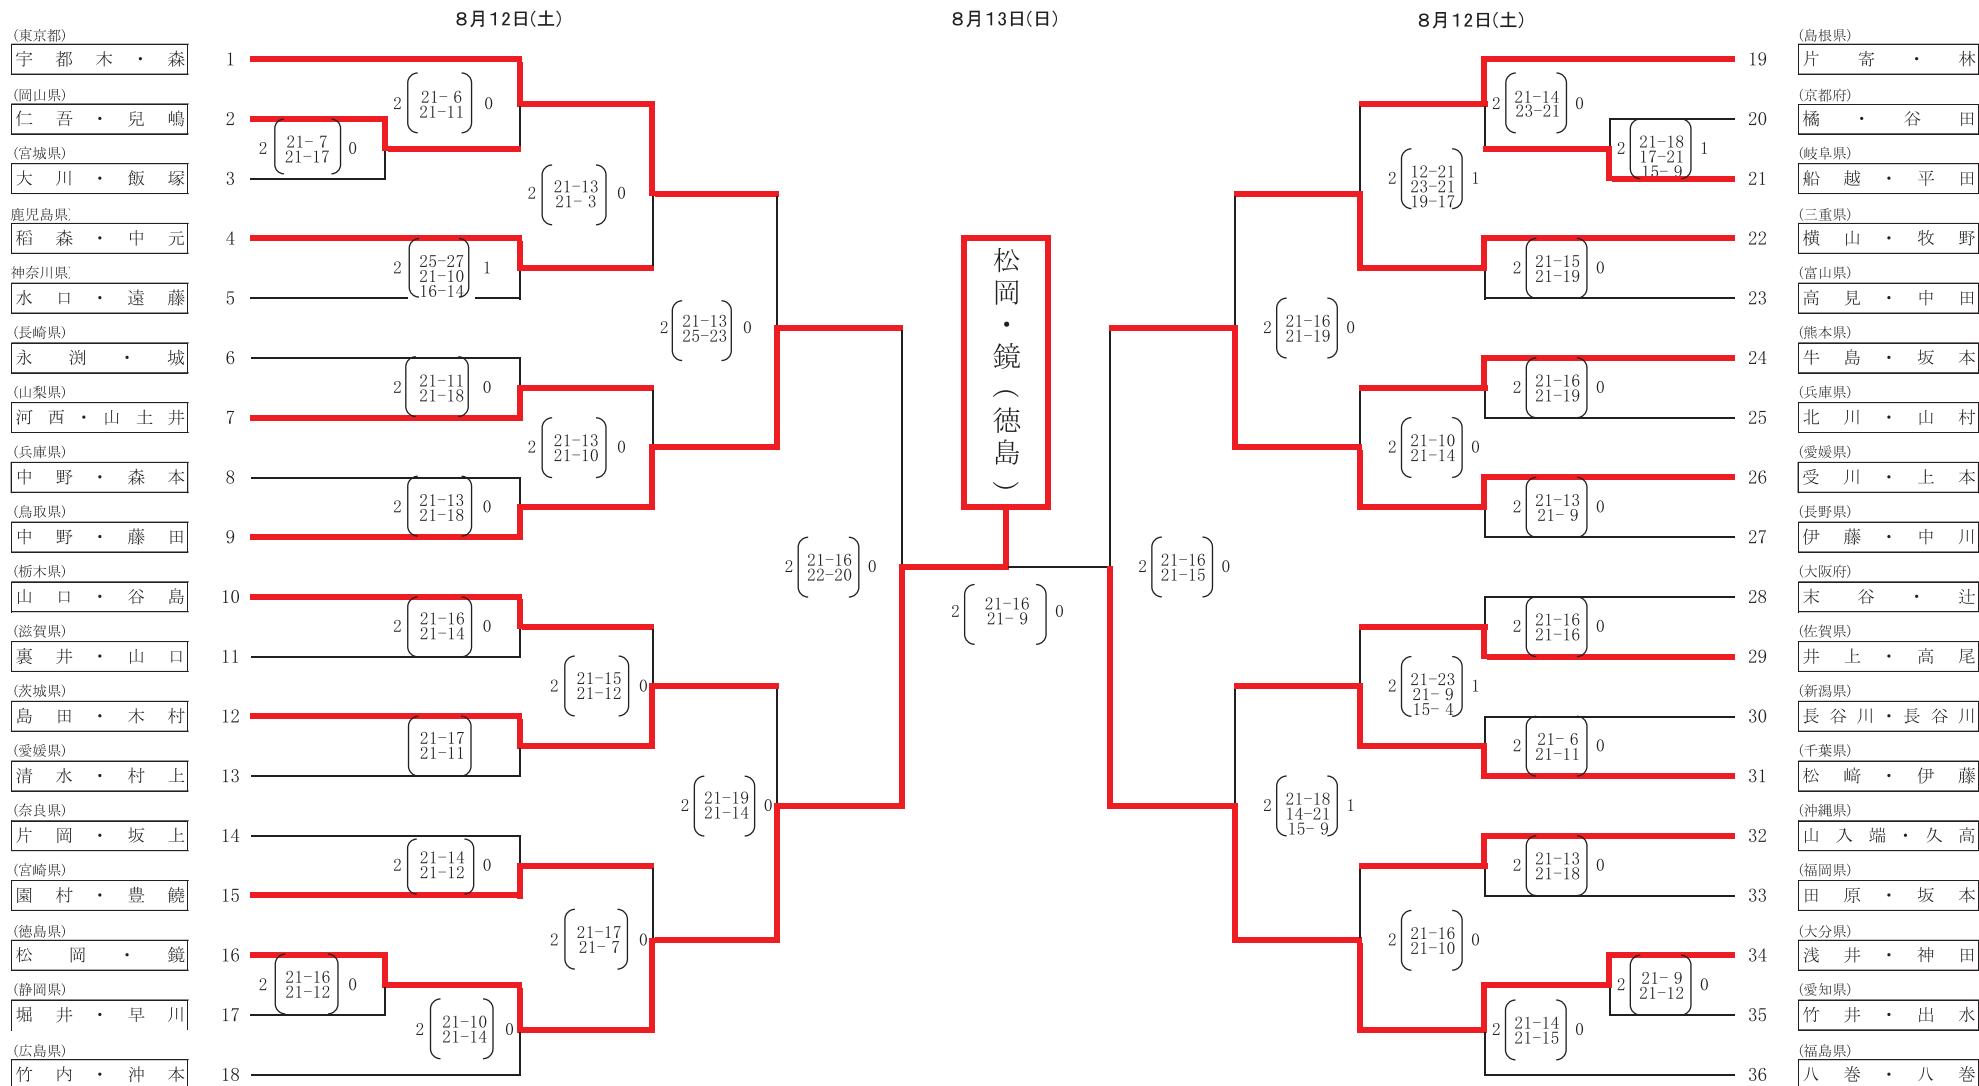 8月12日(土)
8月13日(日)
8月12日(土)
(東京都)
宇都木・森 1
(岡山県)
仁吾・兒嶋 2
(宮城県)
大川・飯塚 3
鹿児島県
稲森・中元 4
神奈川県
水口・遠藤 5
(長崎県)
永渕・城 6
(山梨県)
河西・山土井 7
(兵庫県)
中野・森本 8
(鳥取県)
中野・藤田 9
(栃木県)
山口・谷島 10
(滋賀県)
裏井・山口 11
(茨城県)
島田・木村 12
(愛媛県)
清水・村上 13
(奈良県)
片岡・坂上 14
(宮崎県)
園村・豊饒 15
(徳島県)
松岡・鏡 16
(静岡県)
堀井・早川 17
(広島県)
竹内・沖本 18
2 21-7 0
21-17
2 21-16 0
21-12
2 21-6 0
21-11
2 25-27 1
21-10
16-14
2 21-11 0
21-18
2 21-13 0
21-18
2 21-16 0
21-14
21-17
21-11
2 21-14 0
21-12
2 21-10 0
21-14
2 21-13 0
21-3
2 21-13 0
21-10
2 21-15 0
21-12
2 21-17 0
21-7
2 21-13 0
25-23
2 21-19 0
21-14
2 21-16 0
22-20
松岡・鏡(徳島)
2 21-16 0
21-9
2 21-16 0
21-15
2 21-16 0
21-19
2 21-18 1
14-21
15-9
2 12-21 1
23-21
19-17
2 21-10 0
21-14
2 21-23 1
21-9
15-4
2 21-16 0
21-10
2 21-14 0
23-21
2 21-15 0
21-19
2 21-16 0
21-19
2 21-13 0
21-9
2 21-16 0
21-16
2 21-6 0
21-11
2 21-13 0
21-18
2 21-14 0
21-15
2 21-18 1
17-21
15-9
2 21-9 0
21-12
(島根県)
19 片寄・林
(京都府)
20 橘・谷田
(岐阜県)
21 船越・平田
(三重県)
22 横山・牧野
(富山県)
23 高見・中田
(熊本県)
24 牛島・坂本
(兵庫県)
25 北川・山村
(愛媛県)
26 受川・上本
(長野県)
27 伊藤・中川
(大阪府)
28 末谷・辻
(佐賀県)
29 井上・高尾
(新潟県)
30 長谷川・長谷川
(千葉県)
31 松﨑・伊藤
(沖縄県)
32 山入端・久高
(福岡県)
33 田原・坂本
(大分県)
34 浅井・神田
(愛知県)
35 竹井・出水
(福島県)
36 八巻・八巻